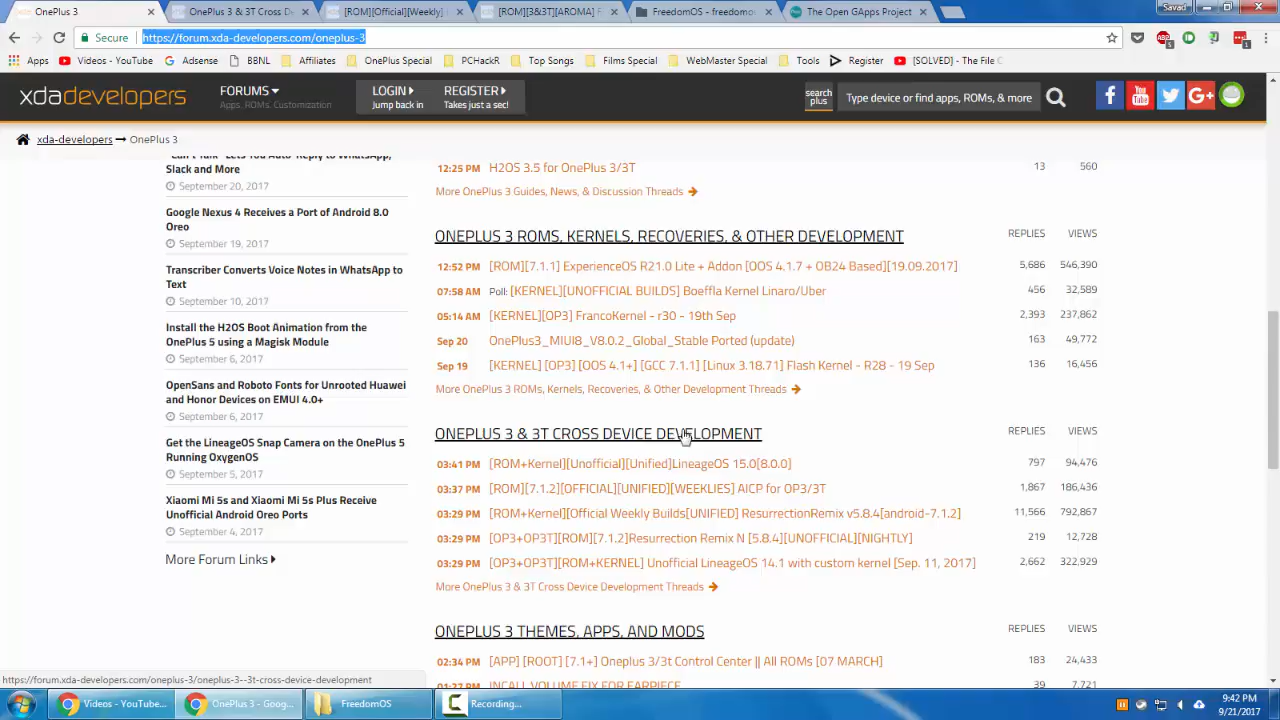 OnePlus 3
OnePlus 3 & 3T Cross De
[ROM][Official][Weekly]
[ROM][3&3T][AROMA] F
FreedomOS - freedomo
The Open GApps Project
Savad
Secure
https://forum.xda-developers.com/oneplus-3
Apps
Videos - YouTube
Adsense
BBNL
Affiliates
OnePlus Special
PCHackR
Top Songs
Films Special
WebMaster Special
Tools
Register
[SOLVED] - The File C
xdadevelopers
FORUMS
Apps, ROMs, Customization
LOGIN
Jump back in
REGISTER
Takes just a sec!
search plus
Type device or find apps, ROMs, & more
xda-developers → OnePlus 3
"Can't Talk" Lets You Auto-Reply to WhatsApp,
Slack and More
September 20, 2017
Google Nexus 4 Receives a Port of Android 8.0
Oreo
September 19, 2017
Transcriber Converts Voice Notes in WhatsApp to
Text
September 10, 2017
Install the H2OS Boot Animation from the
OnePlus 5 using a Magisk Module
September 6, 2017
OpenSans and Roboto Fonts for Unrooted Huawei
and Honor Devices on EMUI 4.0+
September 6, 2017
Get the LineageOS Snap Camera on the OnePlus 5
Running OxygenOS
September 5, 2017
Xiaomi Mi 5s and Xiaomi Mi 5s Plus Receive
Unofficial Android Oreo Ports
September 4, 2017
More Forum Links
12:25 PM H2OS 3.5 for OnePlus 3/3T 13 560
More OnePlus 3 Guides, News, & Discussion Threads
ONEPLUS 3 ROMS, KERNELS, RECOVERIES, & OTHER DEVELOPMENT REPLIES VIEWS
12:52 PM [ROM][7.1.1] ExperienceOS R21.0 Lite + Addon [OOS 4.1.7 + OB24 Based][19.09.2017] 5,686 546,390
07:58 AM Poll: [KERNEL][UNOFFICIAL BUILDS] Boeffla Kernel Linaro/Uber 456 32,589
05:14 AM [KERNEL][OP3] FrancoKernel - r30 - 19th Sep 2,393 237,862
Sep 20 OnePlus3_MIUI8_V8.0.2_Global_Stable Ported (update) 163 49,772
Sep 19 [KERNEL] [OP3] [OOS 4.1+] [GCC 7.1.1] [Linux 3.18.71] Flash Kernel - R28 - 19 Sep 136 16,456
More OnePlus 3 ROMs, Kernels, Recoveries, & Other Development Threads
ONEPLUS 3 & 3T CROSS DEVICE DEVELOPMENT REPLIES VIEWS
03:41 PM [ROM+Kernel][Unofficial][Unified]LineageOS 15.0[8.0.0] 797 94,476
03:37 PM [ROM][7.1.2][OFFICIAL][UNIFIED][WEEKLIES] AICP for OP3/3T 1,867 186,436
03:29 PM [ROM+Kernel][Official Weekly Builds[UNIFIED] ResurrectionRemix v5.8.4[android-7.1.2] 11,566 792,867
03:29 PM [OP3+OP3T][ROM][7.1.2]Resurrection Remix N [5.8.4][UNOFFICIAL][NIGHTLY] 219 12,728
03:29 PM [OP3+OP3T][ROM+KERNEL] Unofficial LineageOS 14.1 with custom kernel [Sep. 11, 2017] 2,662 322,929
More OnePlus 3 & 3T Cross Device Development Threads
ONEPLUS 3 THEMES, APPS, AND MODS REPLIES VIEWS
02:34 PM [APP] [ROOT] [7.1+] Oneplus 3/3t Control Center || All ROMs [07 MARCH] 183 24,433
01:27 PM INCALL VOLUME FIX FOR EARPIECE 39 7,721
https://forum.xda-developers.com/oneplus-3/oneplus-3--3t-cross-device-development
Videos - YouTube...
OnePlus 3 - Goog...
FreedomOS
Recording...
9:42 PM
9/21/2017